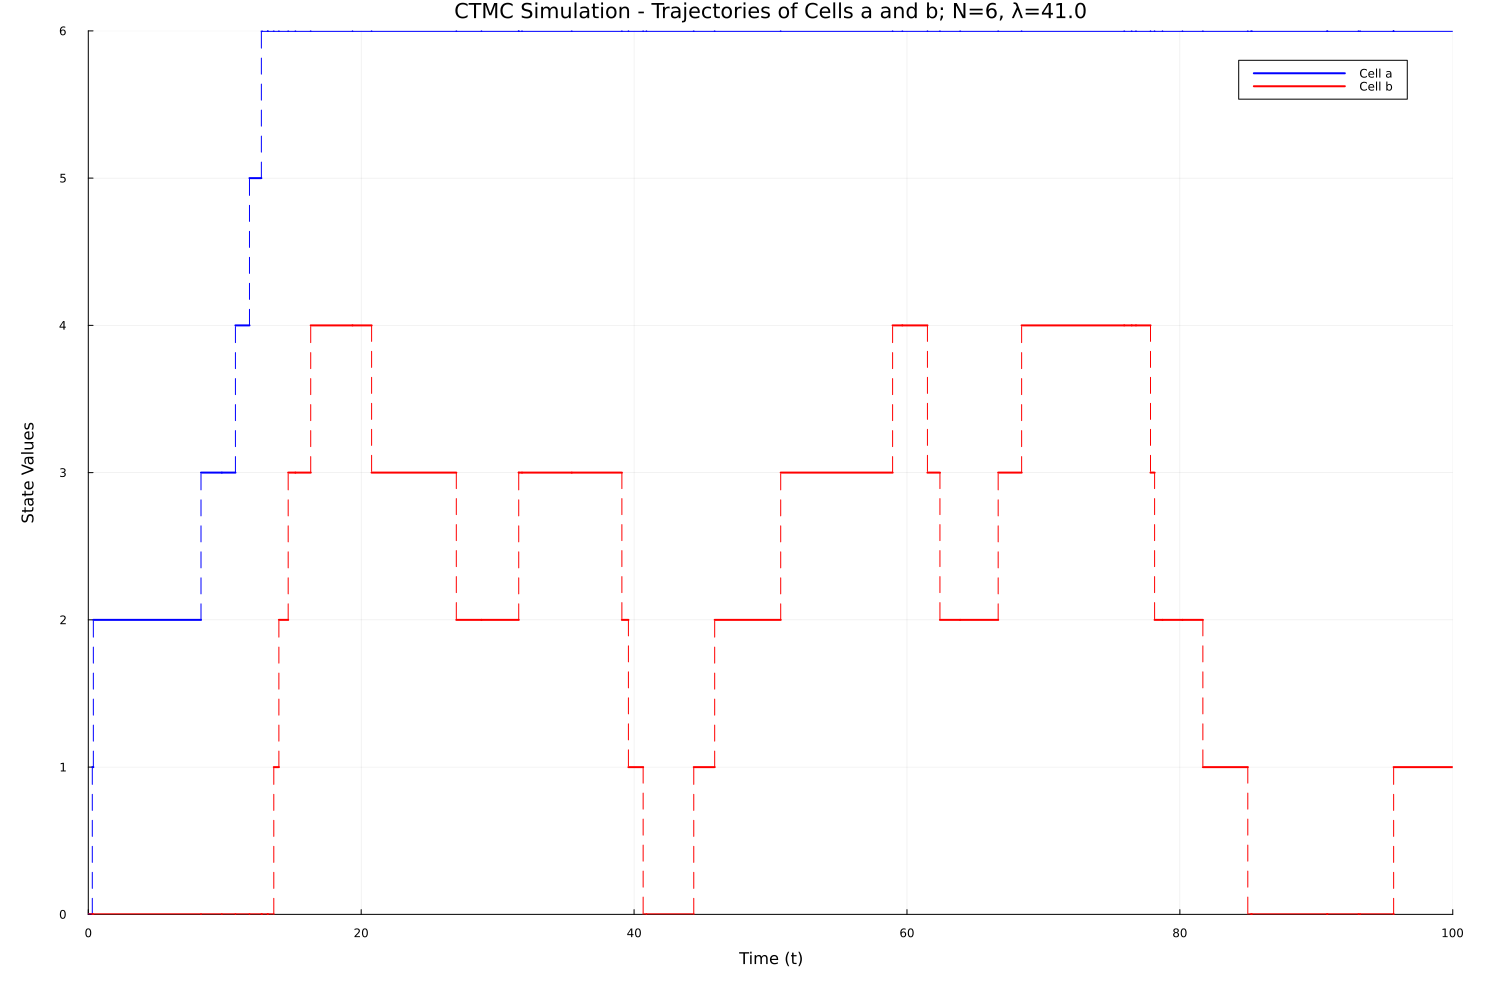 CTMC Simulation - Trajectories of Cells a and b; N=6, λ=41.0
6
Cell a
Cell b
5
4
3
State Values
2
1
0
0 20 40 60 80 100
Time (t)